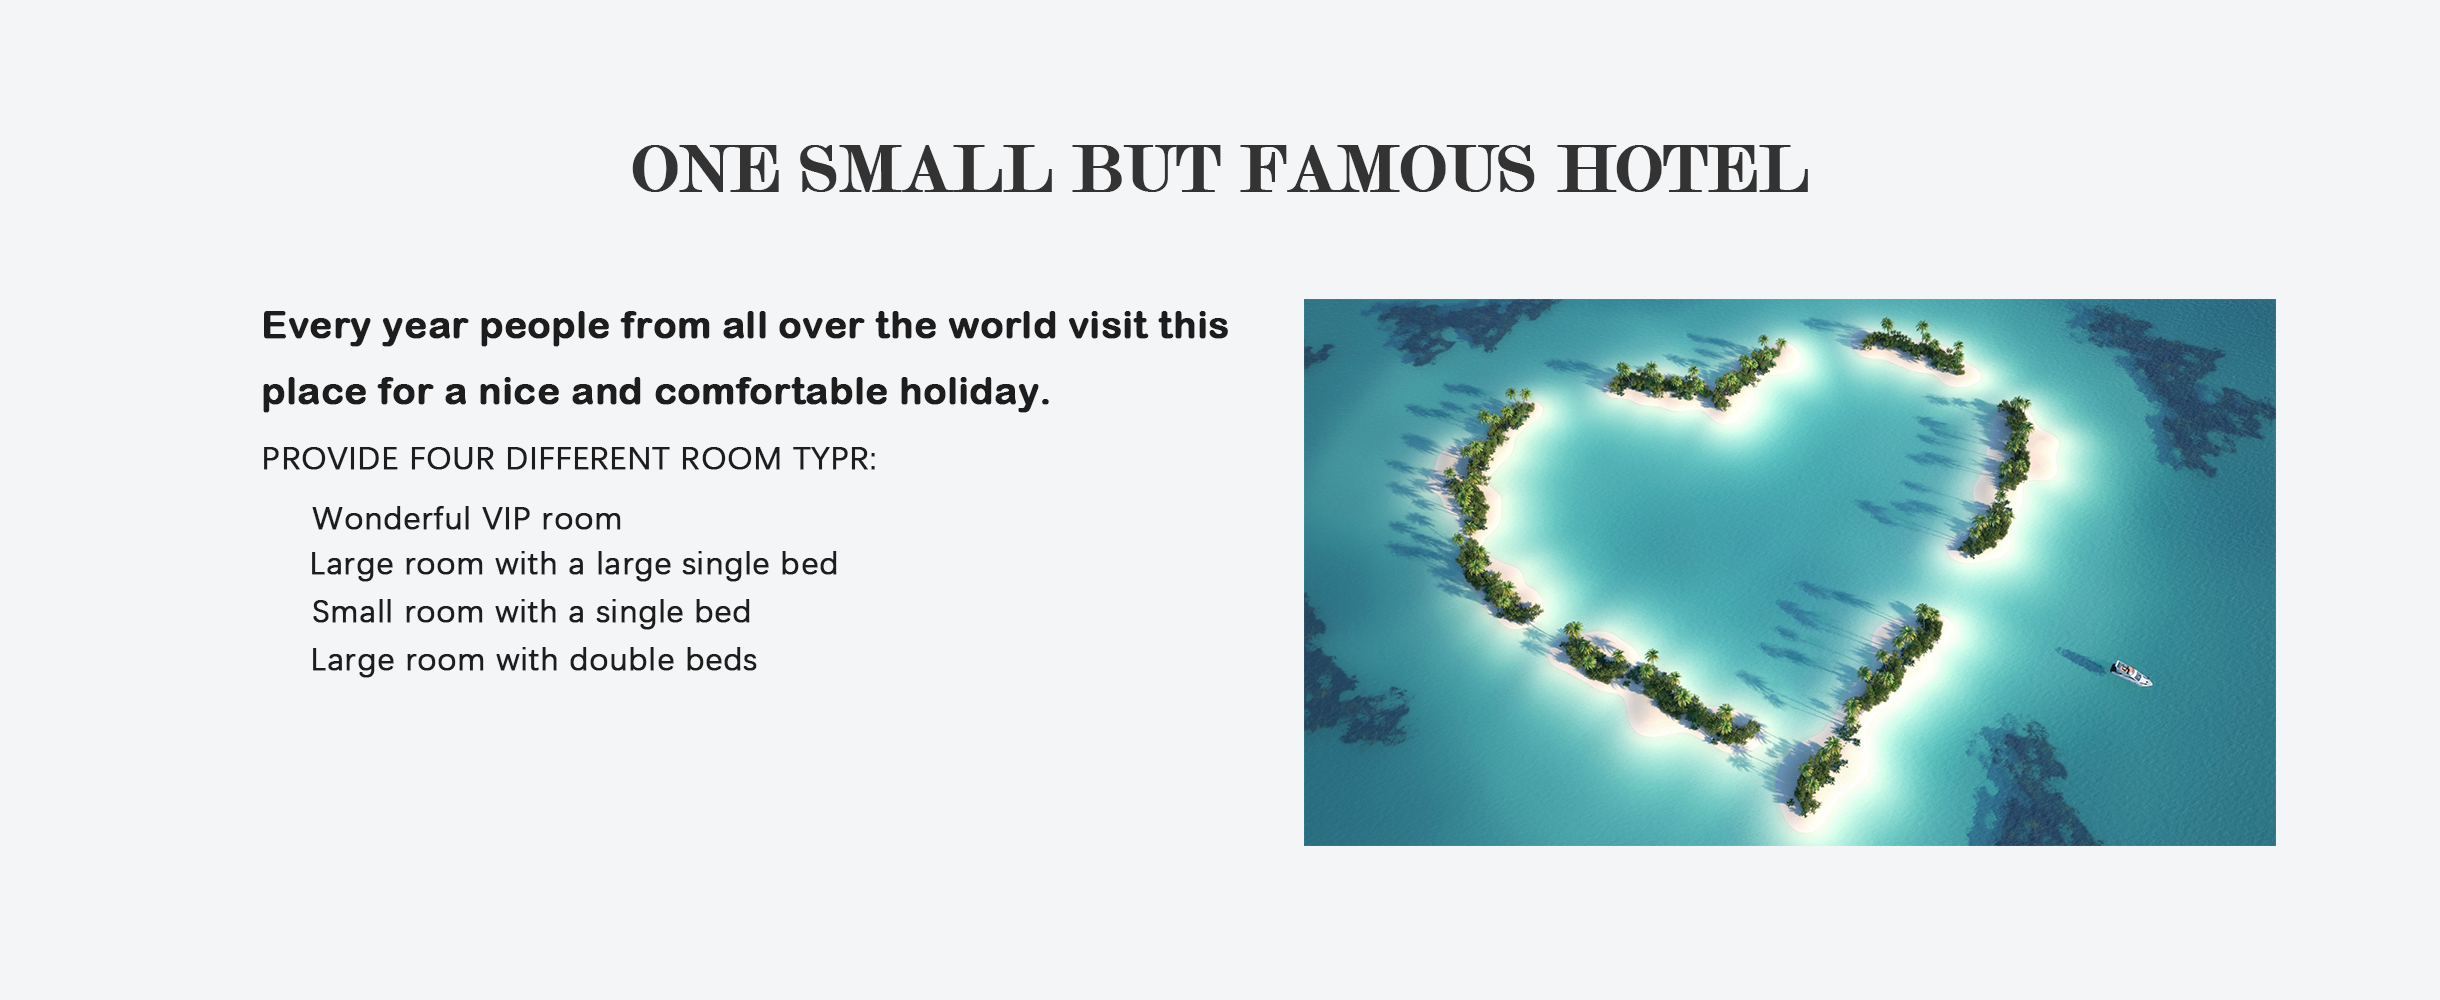 ONE SMALL BUT FAMOUS HOTEL
Every year people from all over the world visit this
place for a nice and comfortable holiday.
PROVIDE FOUR DIFFERENT ROOM TYPR:
Wonderful VIP room
Large room with a large single bed
Small room with a single bed
Large room with double beds